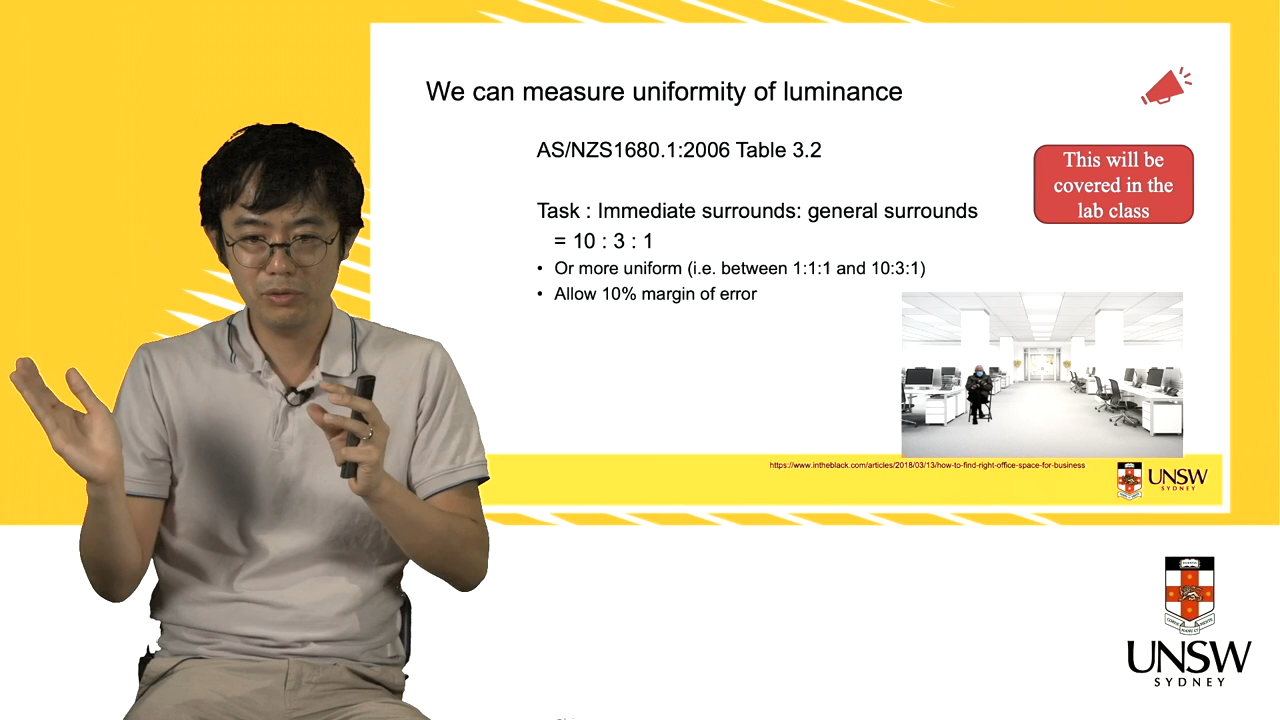 We can measure uniformity of luminance
AS/NZS1680.1:2006 Table 3.2
This will be
covered in the
lab class
Task : Immediate surrounds: general surrounds
= 10 : 3 : 1
• Or more uniform (i.e. between 1:1:1 and 10:3:1)
• Allow 10% margin of error
https://www.intheblack.com/articles/2018/03/13/how-to-find-right-office-space-for-business
UNSW
SYDNEY
UNSW
SYDNEY